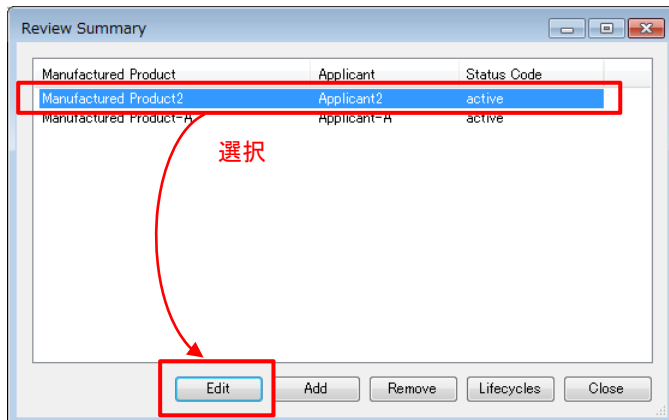 Review Summary
Manufactured Product Applicant Status Code
Manufactured Product2 Applicant2 active
Manufactured Product-A Applicant-A active
選択
Edit Add Remove Lifecycles Close